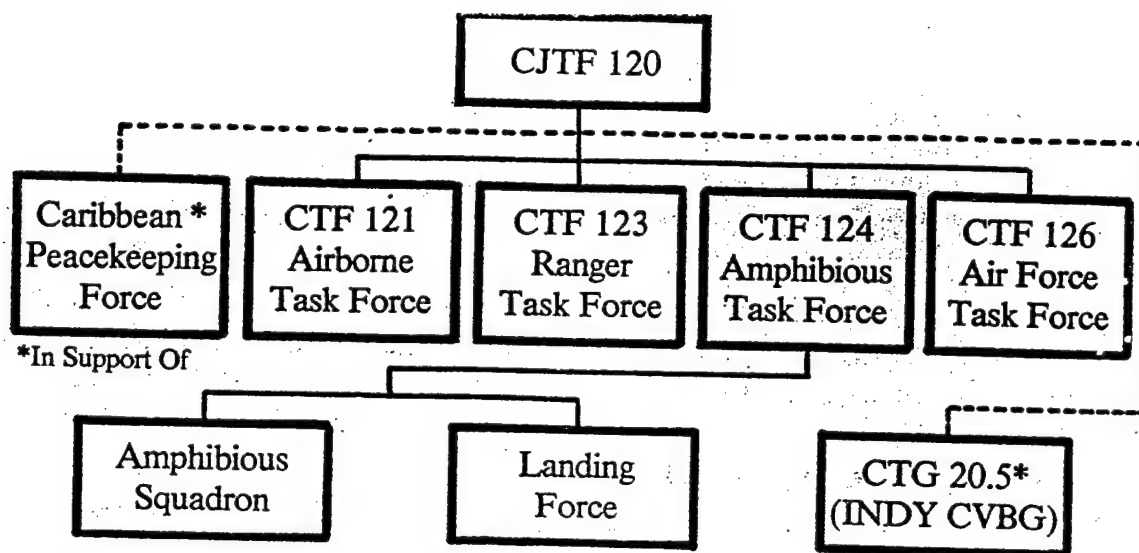 CJTF 120
Caribbean *
Peacekeeping
Force
CTF 121
Airborne
Task Force
CTF 123
Ranger
Task Force
CTF 124
Amphibious
Task Force
CTF 126
Air Force
Task Force
*In Support Of
Amphibious
Squadron
Landing
Force
CTG 20.5*
(INDY CVBG)